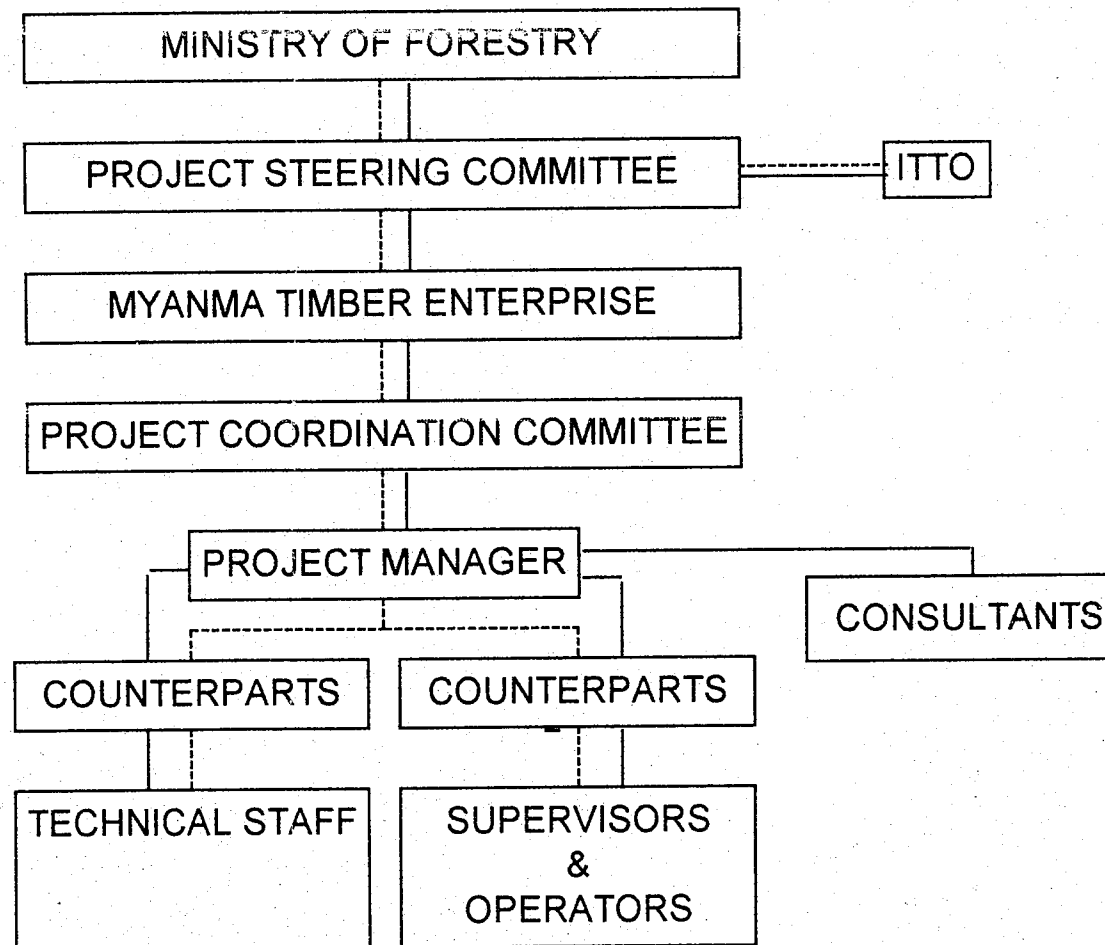 MINISTRY OF FORESTRY
PROJECT STEERING COMMITTEE
ITTO
MYANMA TIMBER ENTERPRISE
PROJECT COORDINATION COMMITTEE
PROJECT MANAGER
CONSULTANTS
COUNTERPARTS
COUNTERPARTS
TECHNICAL STAFF
SUPERVISORS
&
OPERATORS